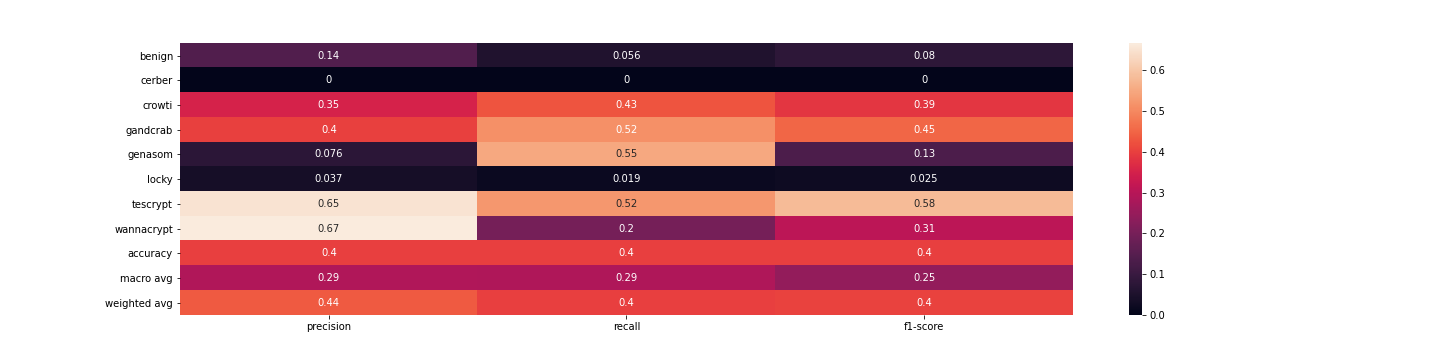 benign 0.14 0.056 0.08
cerber 0 0 0
crowti 0.35 0.43 0.39
gandcrab 0.4 0.52 0.45
genasom 0.076 0.55 0.13
locky 0.037 0.019 0.025
tescrypt 0.65 0.52 0.58
wannacrypt 0.67 0.2 0.31
accuracy 0.4 0.4 0.4
macro avg 0.29 0.29 0.25
weighted avg 0.44 0.4 0.4
precision recall f1-score
0.6
0.5
0.4
0.3
0.2
0.1
0.0